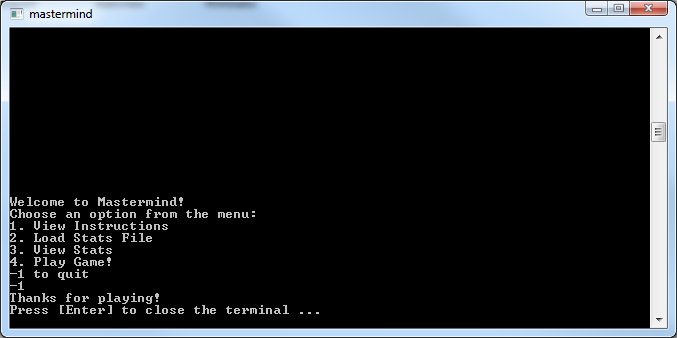 mastermind
Welcome to Mastermind!
Choose an option from the menu:
1. View Instructions
2. Load Stats File
3. View Stats
4. Play Game!
-1 to quit
-1
Thanks for playing!
Press [Enter] to close the terminal ...